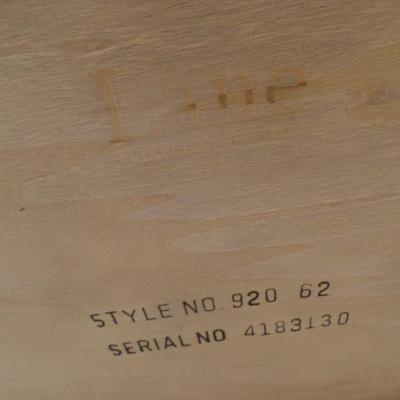 Lane
STYLE NO. 920 62
SERIAL NO 4183130